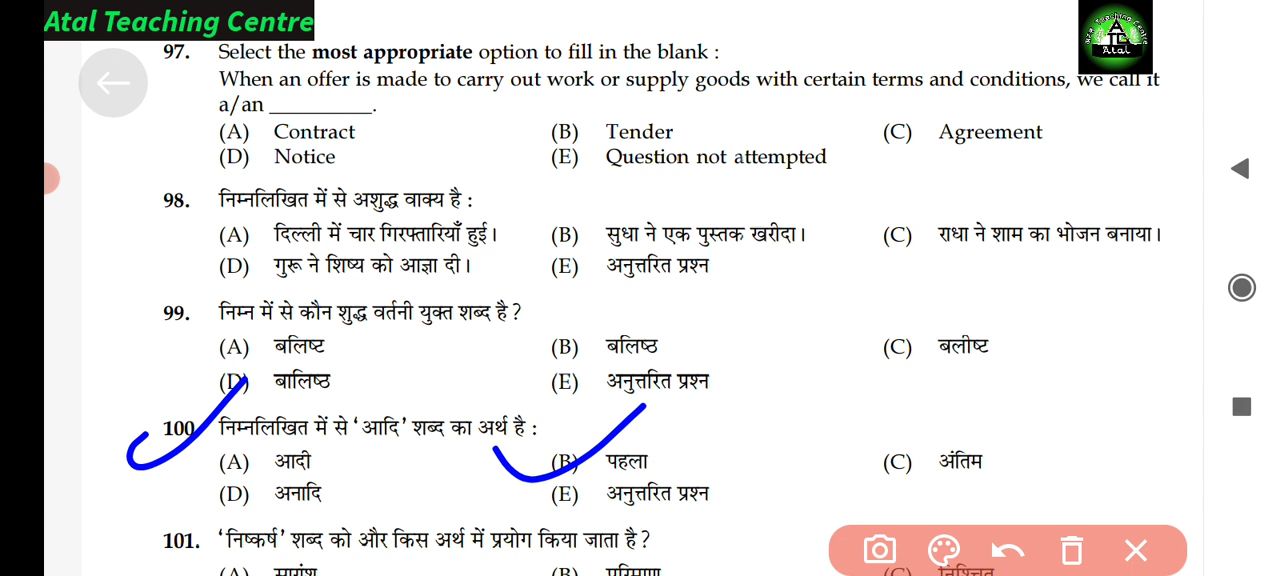 Atal Teaching Centre
Atal
97. Select the most appropriate option to fill in the blank :
When an offer is made to carry out work or supply goods with certain terms and conditions, we call it
a/an _________.
(A) Contract (B) Tender (C) Agreement
(D) Notice (E) Question not attempted
98. निम्नलिखित में से अशुद्ध वाक्य है :
(A) दिल्ली में चार गिरफ्तारियाँ हुई। (B) सुधा ने एक पुस्तक खरीदा। (C) राधा ने शाम का भोजन बनाया।
(D) गुरू ने शिष्य को आज्ञा दी। (E) अनुत्तरित प्रश्न
99. निम्न में से कौन शुद्ध वर्तनी युक्त शब्द है?
(A) बलिष्ट (B) बलिष्ठ (C) बलीष्ट
(D) बालिष्ठ (E) अनुत्तरित प्रश्न
100. निम्नलिखित में से ‘आदि’ शब्द का अर्थ है :
(A) आदी (B) पहला (C) अंतिम
(D) अनादि (E) अनुत्तरित प्रश्न
101. ‘निष्कर्ष’ शब्द को और किस अर्थ में प्रयोग किया जाता है?
(A) सारांश (B) परिमाण (C) निश्चित